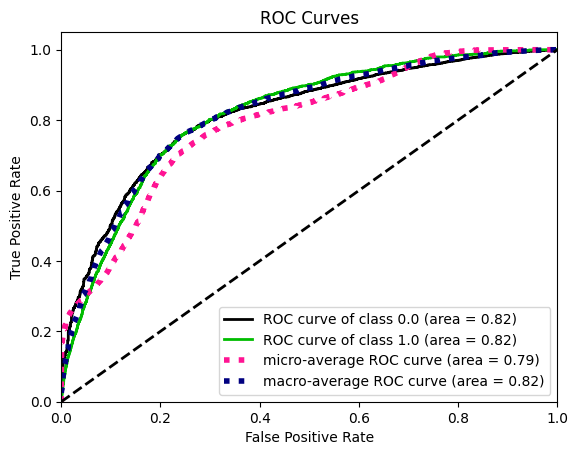 ROC Curves
True Positive Rate
1.0
0.8
0.6
0.4
0.2
0.0
ROC curve of class 0.0 (area = 0.82)
ROC curve of class 1.0 (area = 0.82)
micro-average ROC curve (area = 0.79)
macro-average ROC curve (area = 0.82)
0.0 0.2 0.4 0.6 0.8 1.0
False Positive Rate